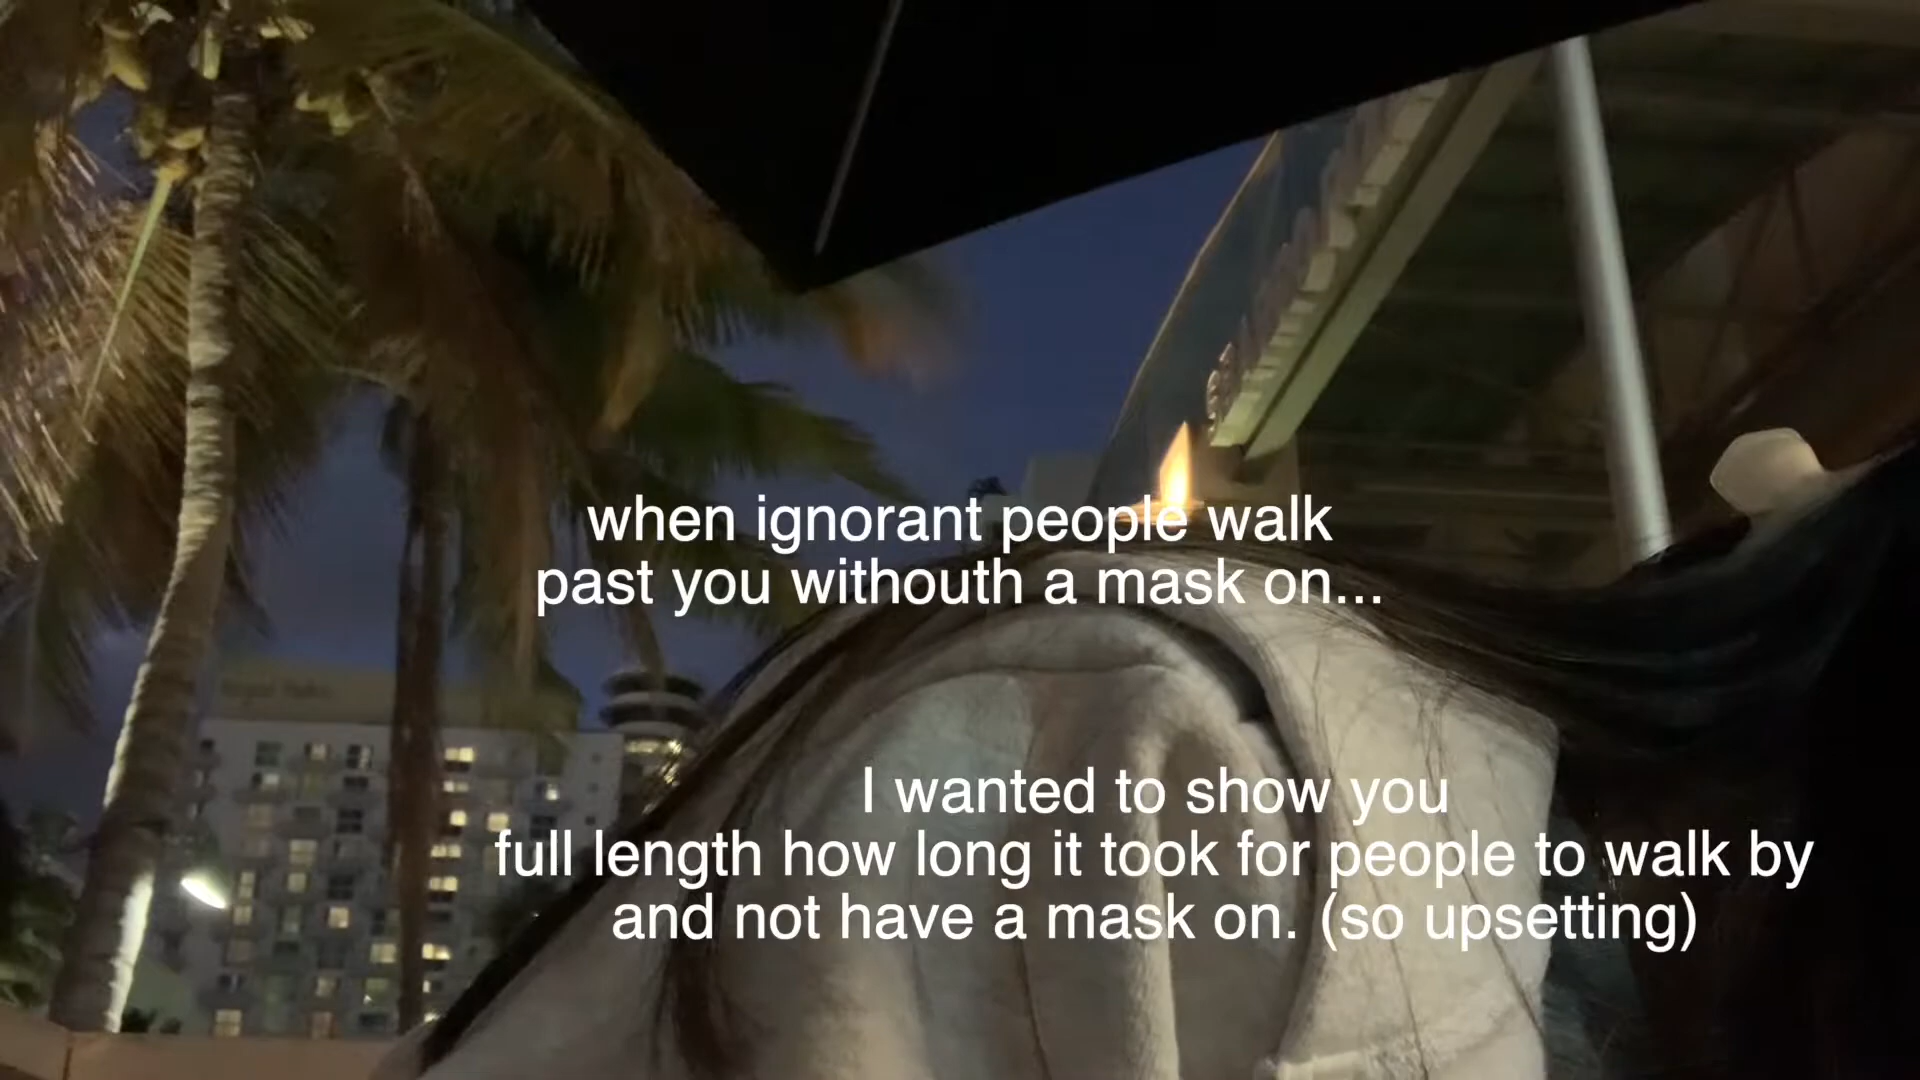 when ignorant people walk
past you withouth a mask on...
I wanted to show you
full length how long it took for people to walk by
and not have a mask on. (so upsetting)